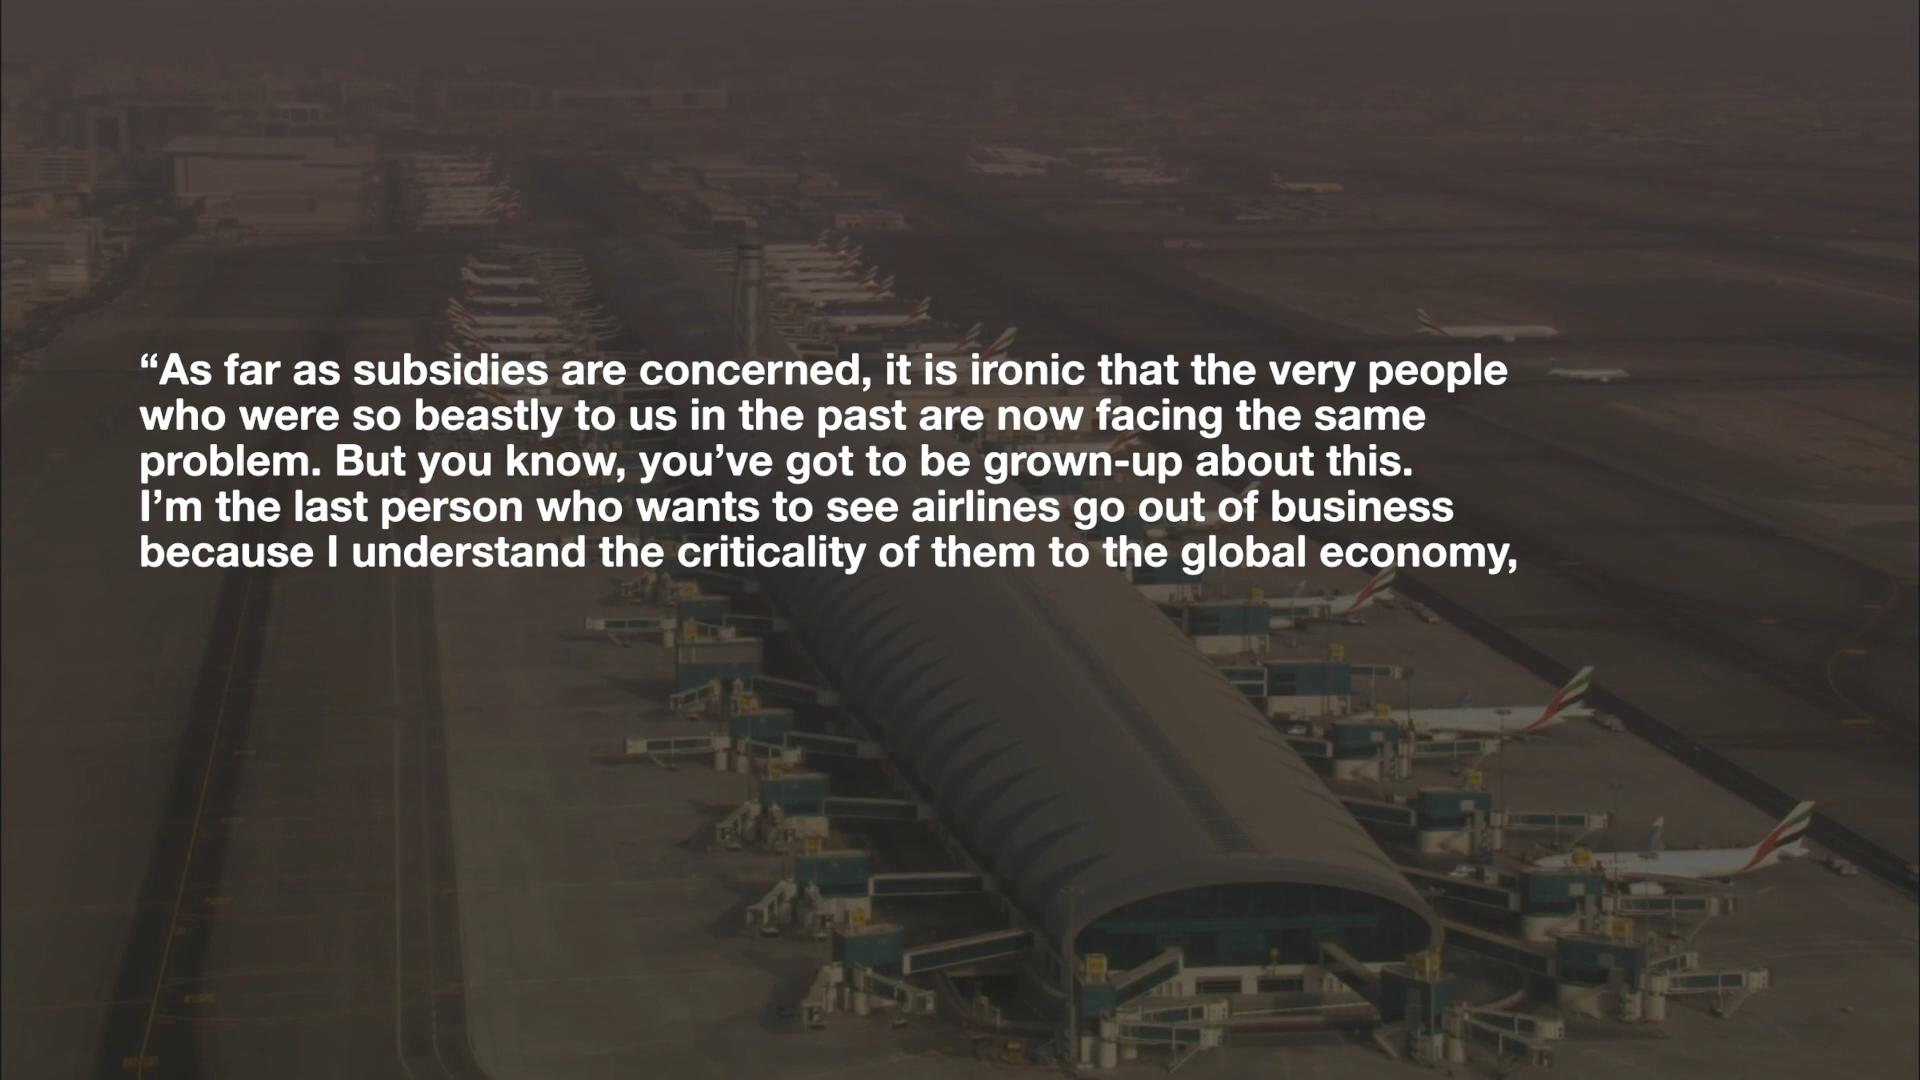 “As far as subsidies are concerned, it is ironic that the very people
who were so beastly to us in the past are now facing the same
problem. But you know, you’ve got to be grown-up about this.
I’m the last person who wants to see airlines go out of business
because I understand the criticality of them to the global economy,